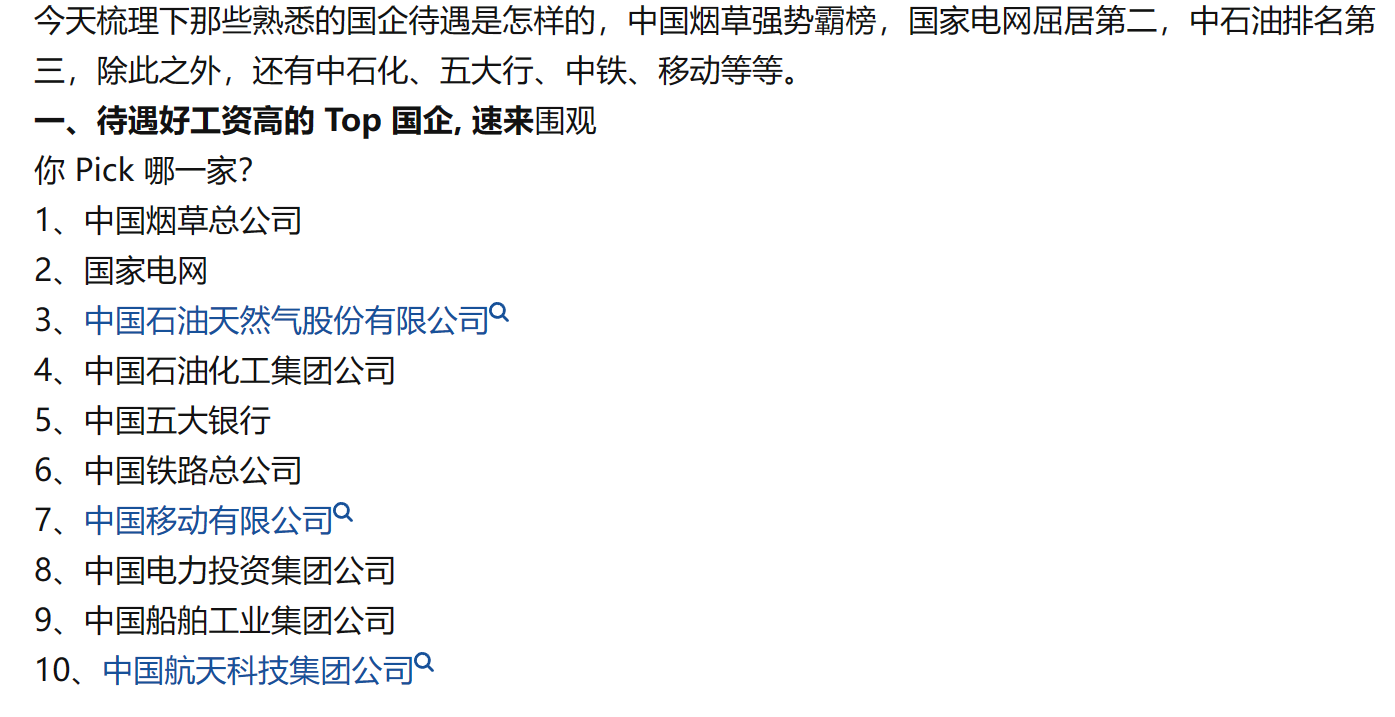 今天梳理下那些熟悉的国企待遇是怎样的，中国烟草强势霸榜，国家电网屈居第二，中石油排名第
三，除此之外，还有中石化、五大行、中铁、移动等等。
一、待遇好工资高的 Top 国企, 速来围观
你 Pick 哪一家？
1、中国烟草总公司
2、国家电网
3、中国石油天然气股份有限公司
4、中国石油化工集团公司
5、中国五大银行
6、中国铁路总公司
7、中国移动有限公司
8、中国电力投资集团公司
9、中国船舶工业集团公司
10、中国航天科技集团公司